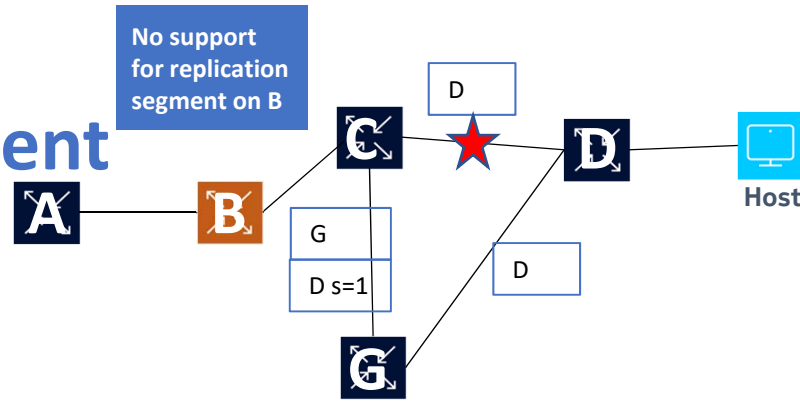 No support
for replication
segment on B
ent
D
C
D
A
B
Host
G
D s=1
D
G